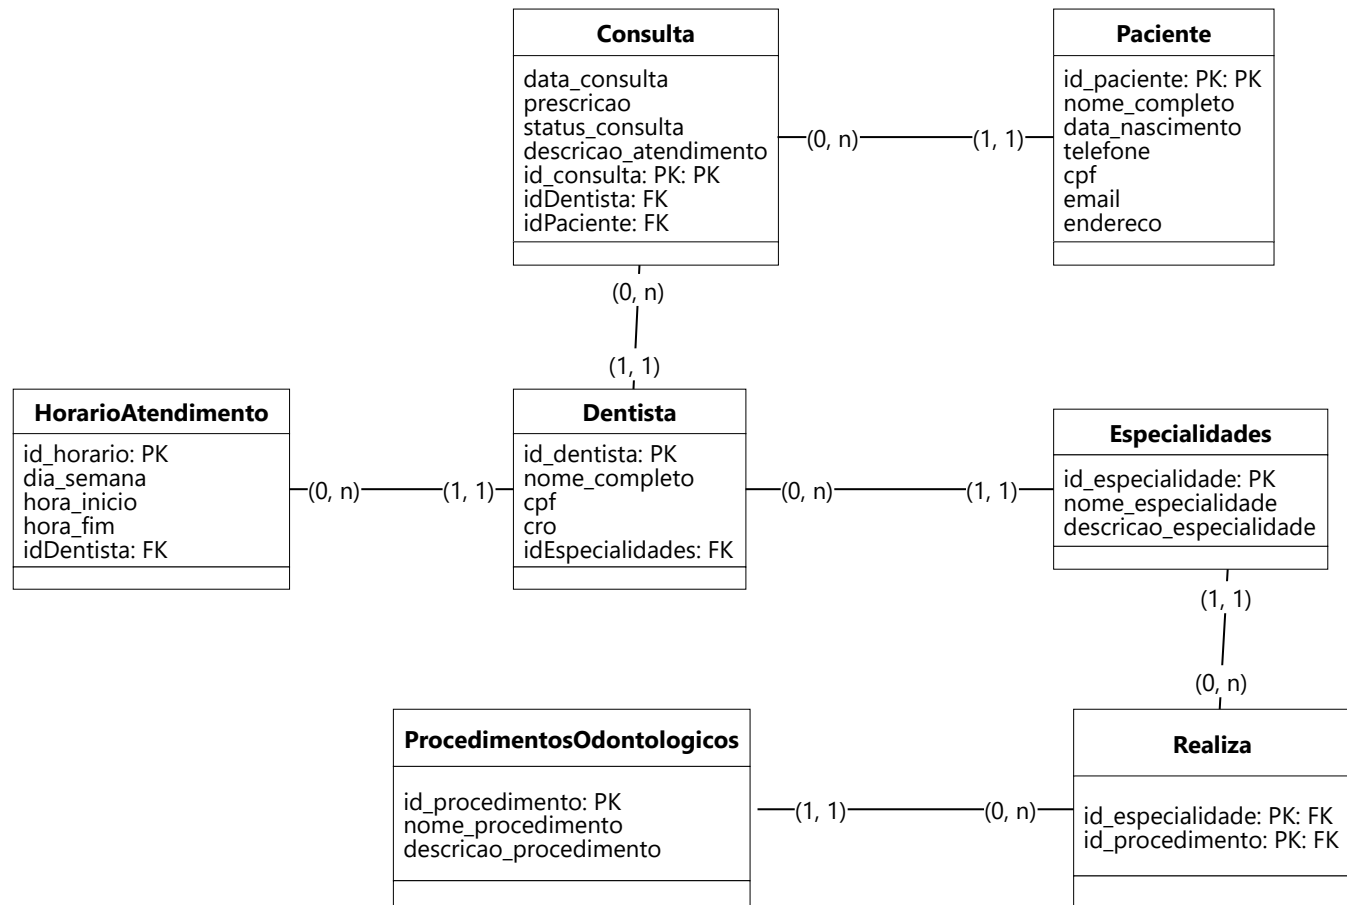 Consulta
data_consulta
prescricao
status_consulta
descricao_atendimento
id_consulta: PK: PK
idDentista: FK
idPaciente: FK
(0, n)
(1, 1)
Paciente
id_paciente: PK: PK
nome_completo
data_nascimento
telefone
cpf
email
endereco
(0, n)
(1, 1)
HorarioAtendimento
id_horario: PK
dia_semana
hora_inicio
hora_fim
idDentista: FK
(0, n)
(1, 1)
Dentista
id_dentista: PK
nome_completo
cpf
cro
idEspecialidades: FK
(0, n)
(1, 1)
Especialidades
id_especialidade: PK
nome_especialidade
descricao_especialidade
(1, 1)
(0, n)
ProcedimentosOdontologicos
id_procedimento: PK
nome_procedimento
descricao_procedimento
(1, 1)
(0, n)
Realiza
id_especialidade: PK: FK
id_procedimento: PK: FK